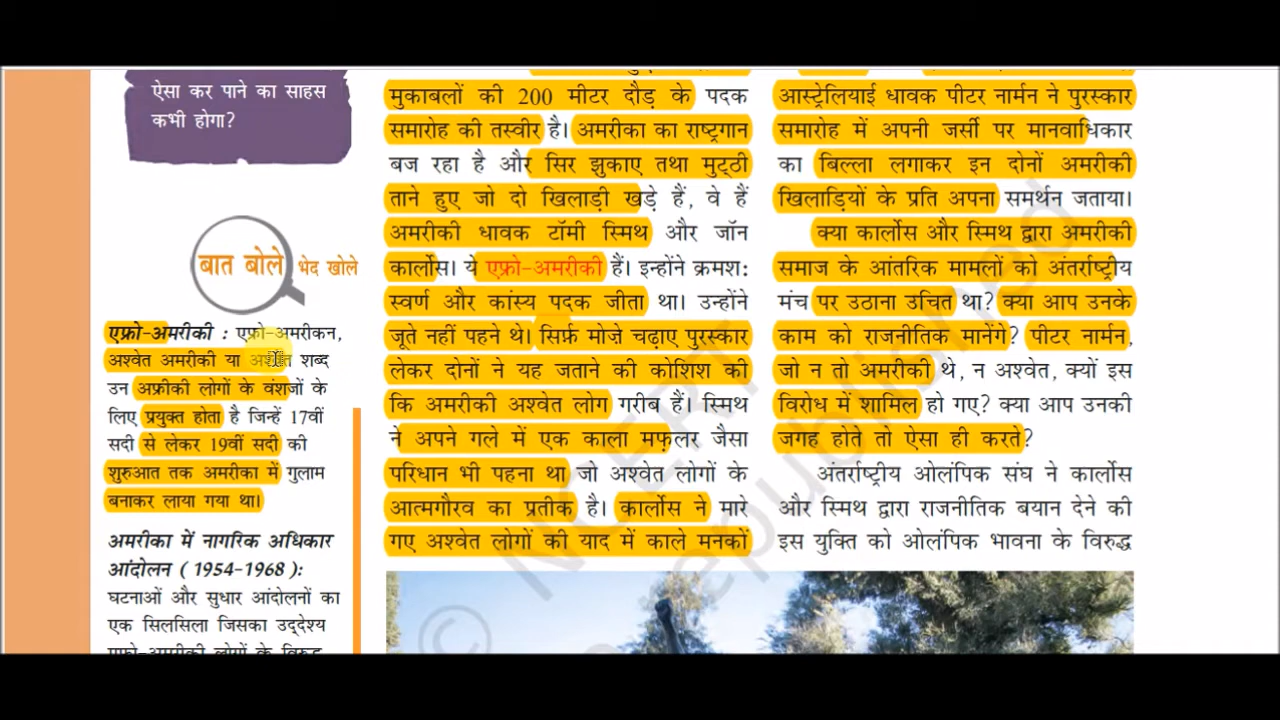 ऐसा कर पाने का साहस
कभी होगा?
बात बोले भेद खोले
एफ्रो-अमरीकी : एफ्रो-अमरीकन,
अश्वेत अमरीकी या अश्वेत शब्द
उन अफ्रीकी लोगों के वंशजों के
लिए प्रयुक्त होता है जिन्हें 17वीं
सदी से लेकर 19वीं सदी की
शुरुआत तक अमरीका में गुलाम
बनाकर लाया गया था।
अमरीका में नागरिक अधिकार
आंदोलन ( 1954-1968 ):
घटनाओं और सुधार आंदोलनों का
एक सिलसिला जिसका उद्देश्य
एफ्रो-अमरीकी लोगों के विरुद्ध
मुकाबलों की 200 मीटर दौड़ के पदक
समारोह की तस्वीर है। अमरीका का राष्ट्रगान
बज रहा है और सिर झुकाए तथा मुट्ठी
ताने हुए जो दो खिलाड़ी खड़े हैं, वे हैं
अमरीकी धावक टॉमी स्मिथ और जॉन
कार्लोस। ये एफ्रो-अमरीकी हैं। इन्होंने क्रमश:
स्वर्ण और कांस्य पदक जीता था। उन्होंने
जूते नहीं पहने थे। सिर्फ़ मोज़े चढ़ाए पुरस्कार
लेकर दोनों ने यह जताने की कोशिश की
कि अमरीकी अश्वेत लोग गरीब हैं। स्मिथ
ने अपने गले में एक काला मफ़लर जैसा
परिधान भी पहना था जो अश्वेत लोगों के
आत्मगौरव का प्रतीक है। कार्लोस ने मारे
गए अश्वेत लोगों की याद में काले मनकों
आस्ट्रेलियाई धावक पीटर नार्मन ने पुरस्कार
समारोह में अपनी जर्सी पर मानवाधिकार
का बिल्ला लगाकर इन दोनों अमरीकी
खिलाड़ियों के प्रति अपना समर्थन जताया।
क्या कार्लोस और स्मिथ द्वारा अमरीकी
समाज के आंतरिक मामलों को अंतर्राष्ट्रीय
मंच पर उठाना उचित था? क्या आप उनके
काम को राजनीतिक मानेंगे? पीटर नार्मन,
जो न तो अमरीकी थे, न अश्वेत, क्यों इस
विरोध में शामिल हो गए? क्या आप उनकी
जगह होते तो ऐसा ही करते?
अंतर्राष्ट्रीय ओलंपिक संघ ने कार्लोस
और स्मिथ द्वारा राजनीतिक बयान देने की
इस युक्ति को ओलंपिक भावना के विरुद्ध
© NCERT
republished